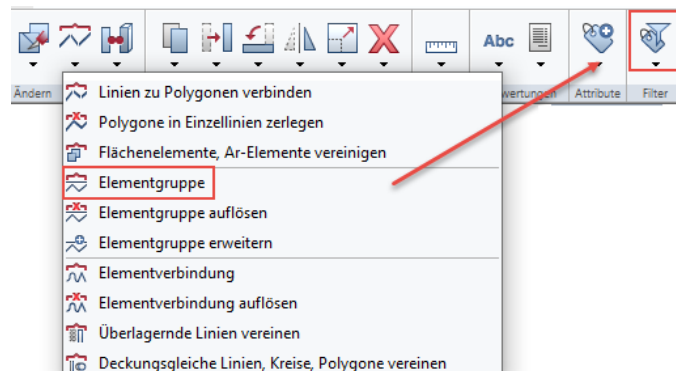 Abc
Ändern
wertungen
Attribute
Filter
Linien zu Polygonen verbinden
Polygone in Einzellinien zerlegen
Flächenelemente, Ar-Elemente vereinigen
Elementgruppe
Elementgruppe auflösen
Elementgruppe erweitern
Elementverbindung
Elementverbindung auflösen
Überlagernde Linien vereinen
Deckungsgleiche Linien, Kreise, Polygone vereinen